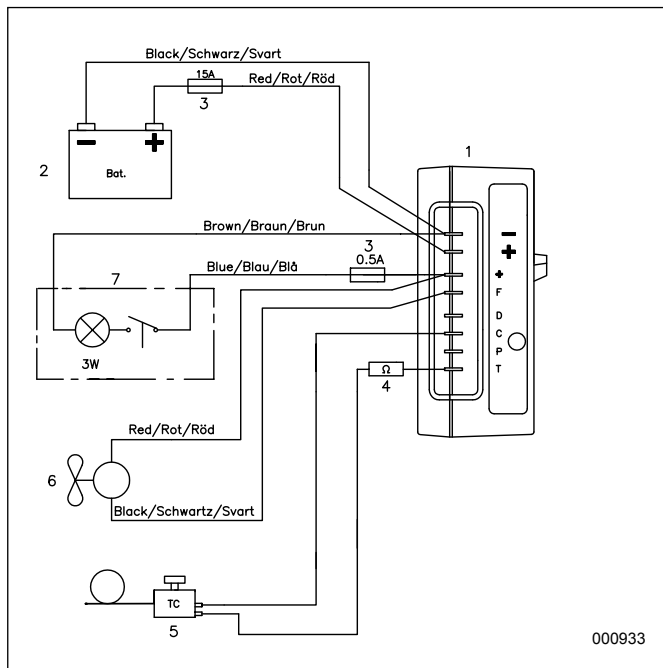 Black/Schwarz/Svart
15A
Red/Rot/Röd
3
1
2
Bat.
Brown/Braun/Brun
3
Blue/Blau/Blå
0.5A
7
3W
F
D
C
P
T
Ω
4
Red/Rot/Röd
6
Black/Schwartz/Svart
TC
5
000933